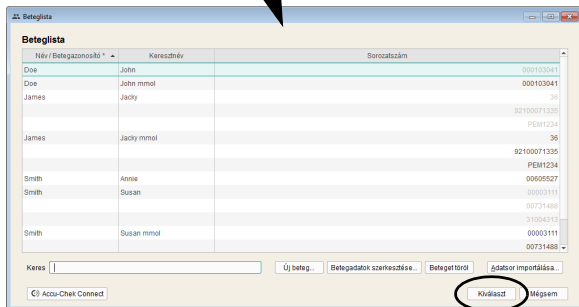 Beteglista
Beteglista
Név / Betegazonosító * Keresztnév Sorozatszám
Doe John 000103041
Doe John mmol 000103041
James Jacky 36
92100071335
PEM1234
James Jacky mmol 36
92100071335
PEM1234
Smith Annie 00605527
Smith Susan 00003111
00731488
31004313
Smith Susan mmol 00003111
00731488
Keres Új beteg... Betegadatok szerkesztése... Beteget töröl Adatsor importálása...
Accu-Chek Connect Kiválaszt Mégsem